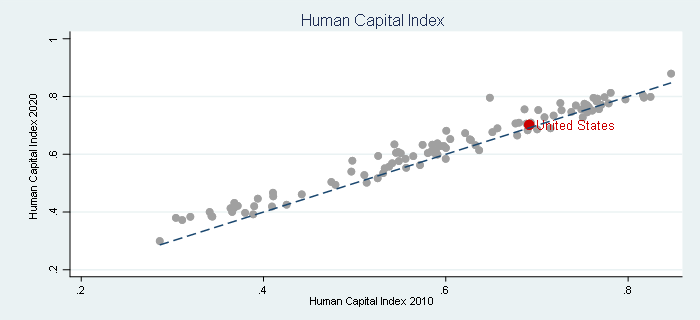 Human Capital Index
Human Capital Index 2020
1
.8
.6
.4
.2
United States
.2 .4 .6 .8
Human Capital Index 2010